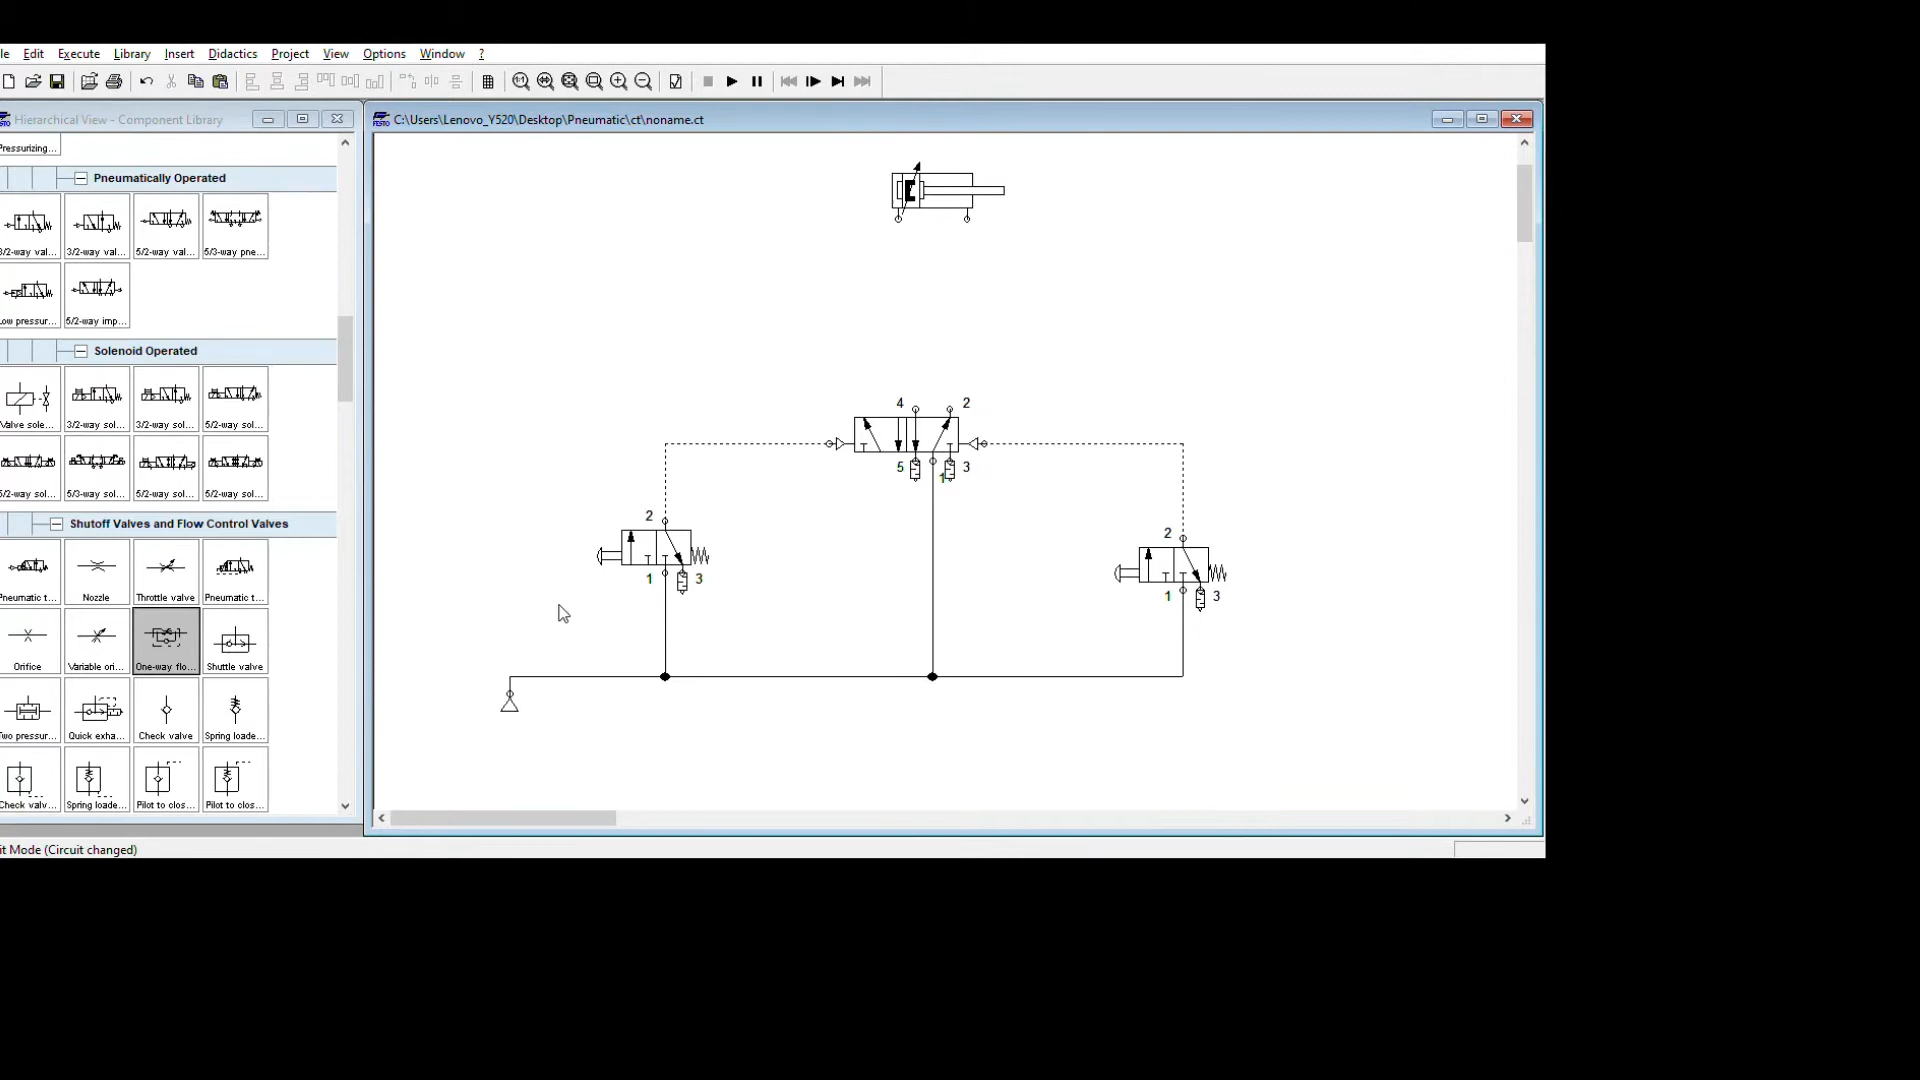 le Edit Execute Library Insert Didactics Project View Options Window ?
FESTO Hierarchical View - Component Library
FESTO C:\Users\Lenovo_Y520\Desktop\Pneumatic\ct\noname.ct
Pressurizing...
Pneumatically Operated
3/2-way val... 3/2-way val... 5/2-way val... 5/3-way pne...
Low pressur... 5/2-way imp...
Solenoid Operated
Valve sole... 3/2-way sol... 3/2-way sol... 5/2-way sol...
5/2-way sol... 5/3-way sol... 5/2-way sol... 5/2-way sol...
Shutoff Valves and Flow Control Valves
Pneumatic t... Nozzle Throttle valve Pneumatic t...
Orifice Variable ori... One-way flo... Shuttle valve
Two pressur... Quick exha... Check valve Spring loade...
Check valv... Spring loade... Pilot to clos... Pilot to clos...
4 2
5 1 3
2
1 3
2
1 3
it Mode (Circuit changed)